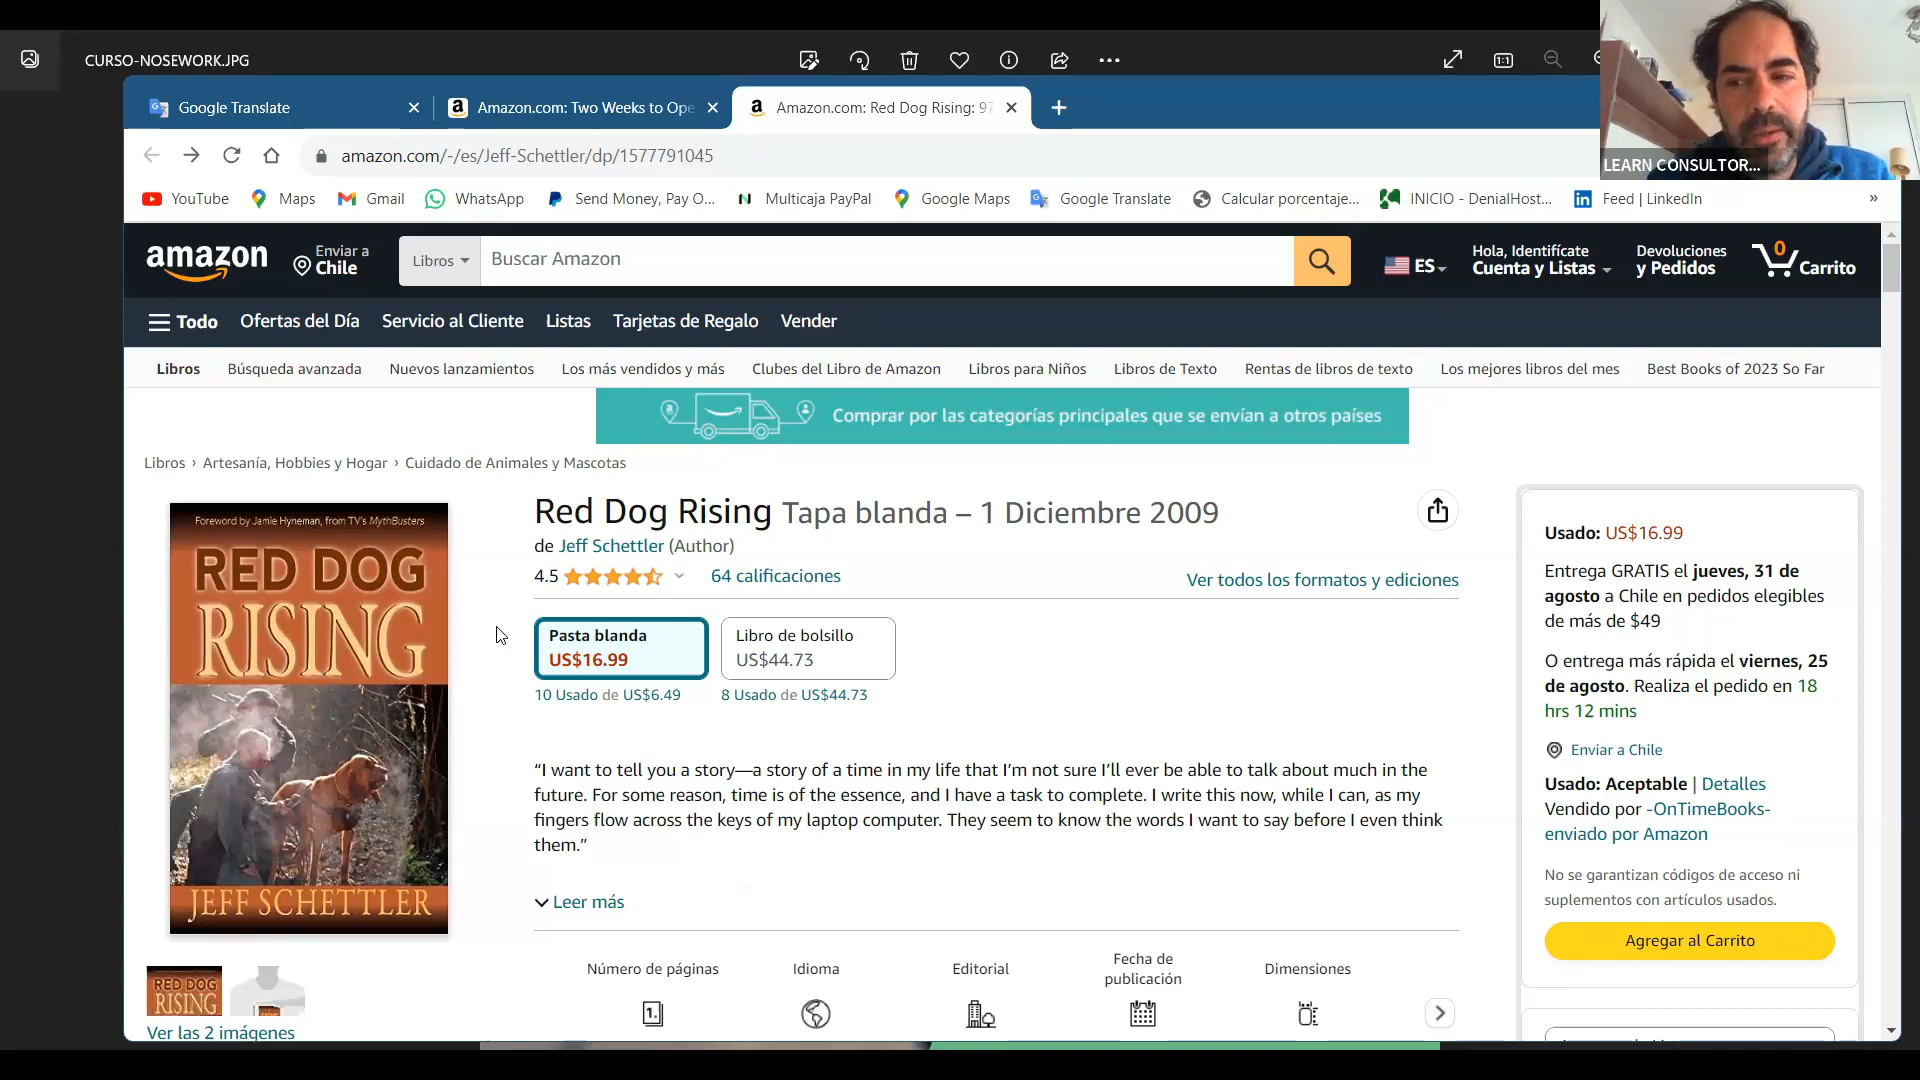 CURSO-NOSEWORK.JPG
1:1
LEARN CONSULTOR...
Google Translate
Amazon.com: Two Weeks to Ope
Amazon.com: Red Dog Rising: 97
amazon.com/-/es/Jeff-Schettler/dp/1577791045
YouTube
Maps
Gmail
WhatsApp
Send Money, Pay O...
Multicaja PayPal
Google Maps
Google Translate
Calcular porcentaje...
INICIO - DenialHost...
Feed | LinkedIn
»
amazon
Enviar a
Chile
Libros
Buscar Amazon
ES
Hola, Identifícate
Cuenta y Listas
Devoluciones
y Pedidos
0
Carrito
Todo
Ofertas del Día
Servicio al Cliente
Listas
Tarjetas de Regalo
Vender
Libros
Búsqueda avanzada
Nuevos lanzamientos
Los más vendidos y más
Clubes del Libro de Amazon
Libros para Niños
Libros de Texto
Rentas de libros de texto
Los mejores libros del mes
Best Books of 2023 So Far
Comprar por las categorías principales que se envían a otros países
Libros › Artesanía, Hobbies y Hogar › Cuidado de Animales y Mascotas
Foreword by Jamie Hyneman, from TV's MythBusters
RED DOG
RISING
JEFF SCHETTLER
RED DOG
RISING
Ver las 2 imágenes
Red Dog Rising Tapa blanda – 1 Diciembre 2009
de Jeff Schettler (Author)
4.5
64 calificaciones
Ver todos los formatos y ediciones
Pasta blanda
US$16.99
10 Usado de US$6.49
Libro de bolsillo
US$44.73
8 Usado de US$44.73
“I want to tell you a story—a story of a time in my life that I’m not sure I’ll ever be able to talk about much in the
future. For some reason, time is of the essence, and I have a task to complete. I write this now, while I can, as my
fingers flow across the keys of my laptop computer. They seem to know the words I want to say before I even think
them.”
Leer más
Número de páginas
Idioma
Editorial
Fecha de
publicación
Dimensiones
Usado: US$16.99
Entrega GRATIS el jueves, 31 de
agosto a Chile en pedidos elegibles
de más de $49
O entrega más rápida el viernes, 25
de agosto. Realiza el pedido en 18
hrs 12 mins
Enviar a Chile
Usado: Aceptable | Detalles
Vendido por -OnTimeBooks-
enviado por Amazon
No se garantizan códigos de acceso ni
suplementos con artículos usados.
Agregar al Carrito